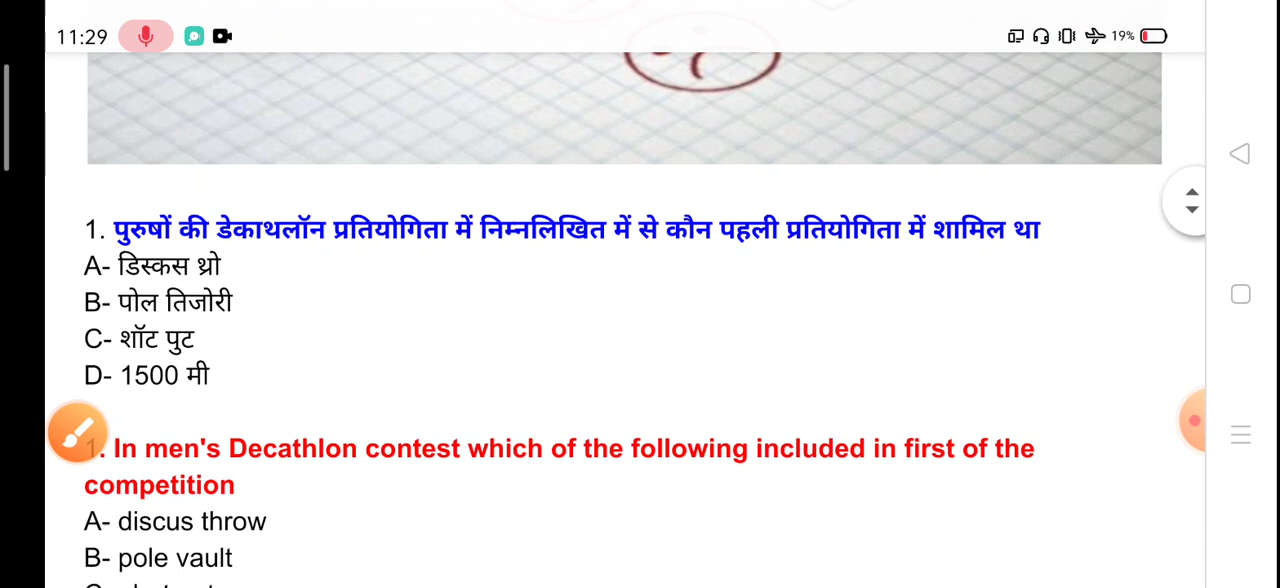 11:29
19%
1. पुरुषों की डेकाथलॉन प्रतियोगिता में निम्नलिखित में से कौन पहली प्रतियोगिता में शामिल था
A- डिस्कस थ्रो
B- पोल तिजोरी
C- शॉट पुट
D- 1500 मी
1. In men's Decathlon contest which of the following included in first of the
competition
A- discus throw
B- pole vault